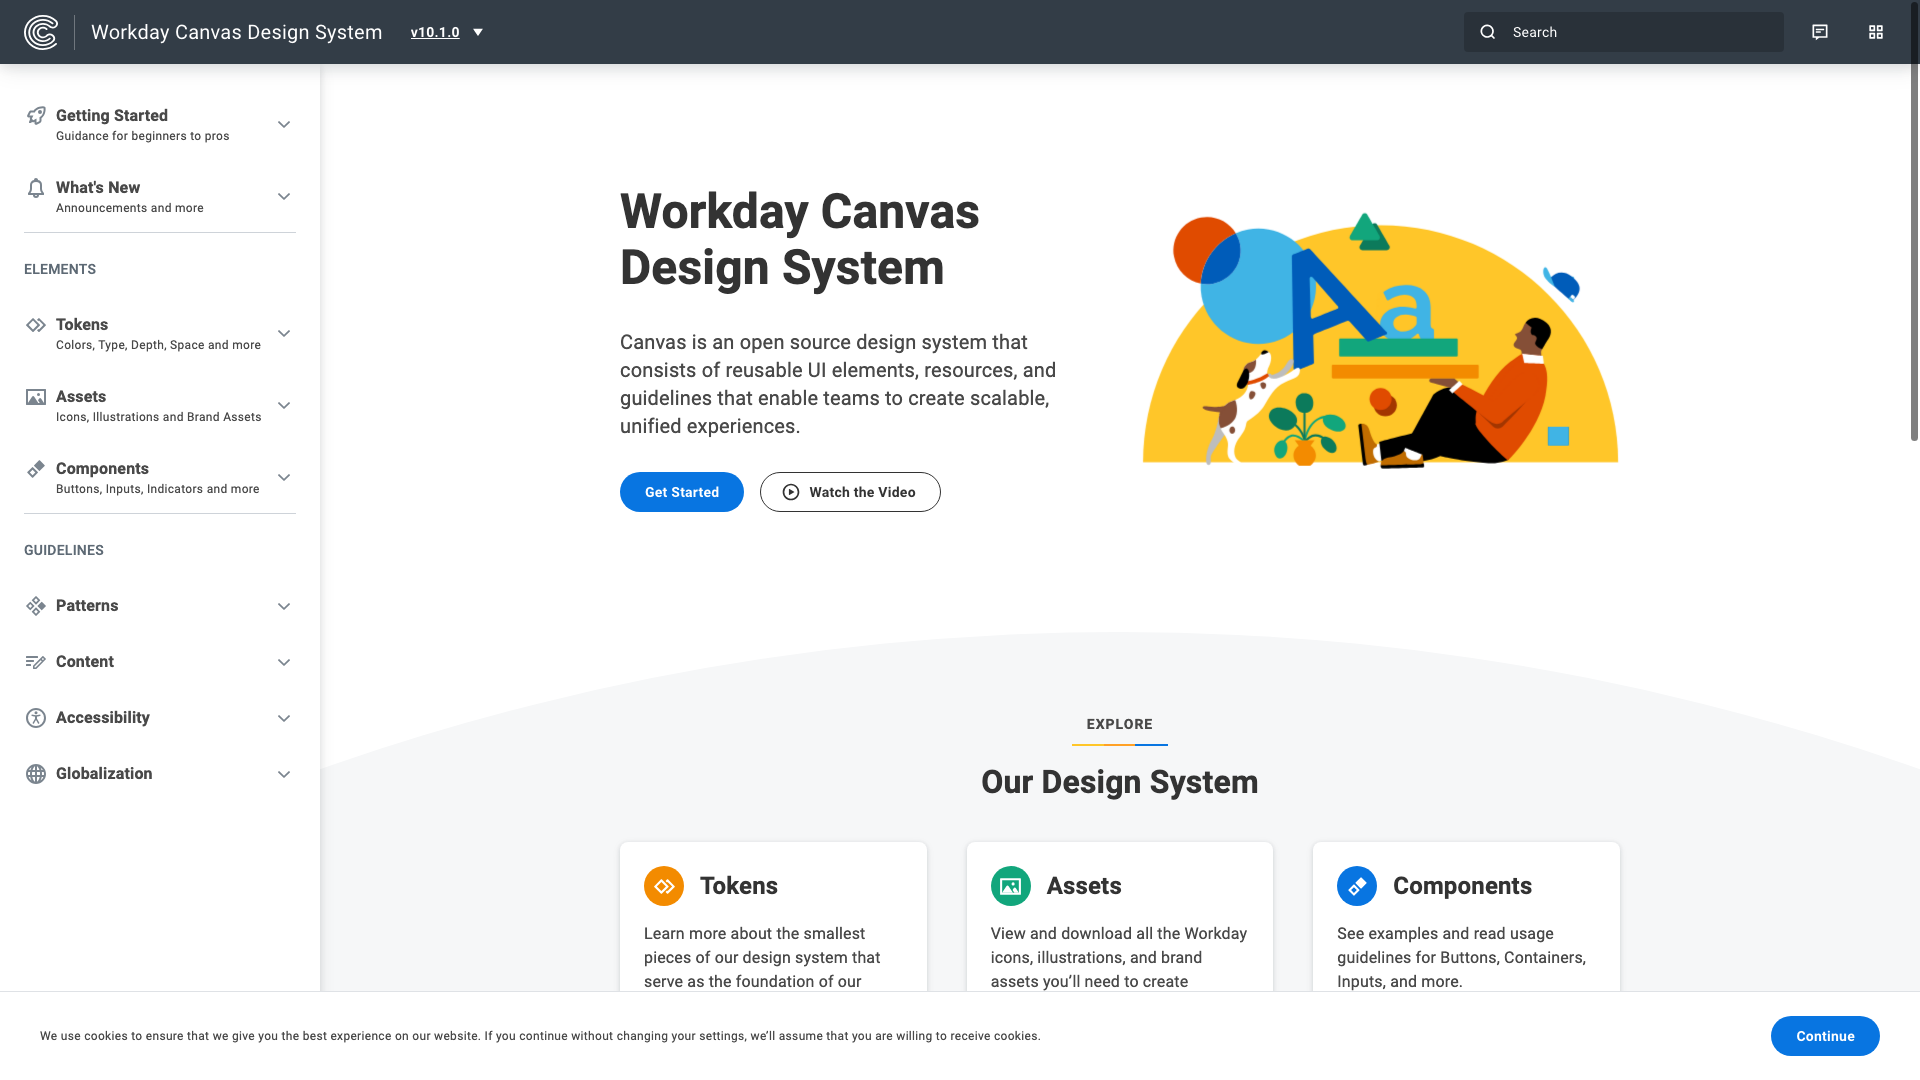 Workday Canvas Design System
v10.1.0
Search
Getting Started
Guidance for beginners to pros
What's New
Announcements and more
ELEMENTS
Tokens
Colors, Type, Depth, Space and more
Assets
Icons, Illustrations and Brand Assets
Components
Buttons, Inputs, Indicators and more
GUIDELINES
Patterns
Content
Accessibility
Globalization
Workday Canvas
Design System
Canvas is an open source design system that
consists of reusable UI elements, resources, and
guidelines that enable teams to create scalable,
unified experiences.
Get Started
Watch the Video
Aa
EXPLORE
Our Design System
Tokens
Learn more about the smallest
pieces of our design system that
serve as the foundation of our
Assets
View and download all the Workday
icons, illustrations, and brand
assets you’ll need to create
Components
See examples and read usage
guidelines for Buttons, Containers,
Inputs, and more.
We use cookies to ensure that we give you the best experience on our website. If you continue without changing your settings, we’ll assume that you are willing to receive cookies.
Continue